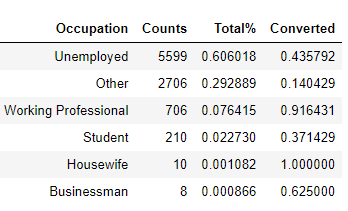 Occupation Counts Total% Converted
Unemployed 5599 0.606018 0.435792
Other 2706 0.292889 0.140429
Working Professional 706 0.076415 0.916431
Student 210 0.022730 0.371429
Housewife 10 0.001082 1.000000
Businessman 8 0.000866 0.625000